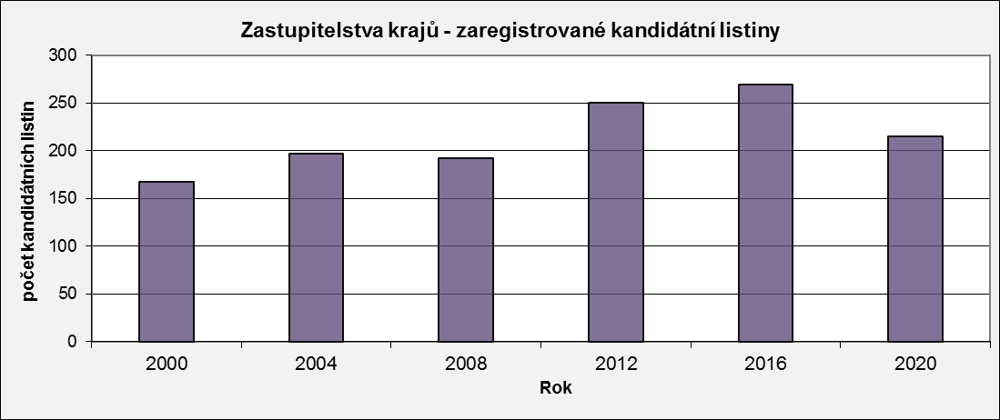 Zastupitelstva krajů - zaregistrované kandidátní listiny
počet kandidátních listin
300
250
200
150
100
50
0
2000 2004 2008 2012 2016 2020
Rok